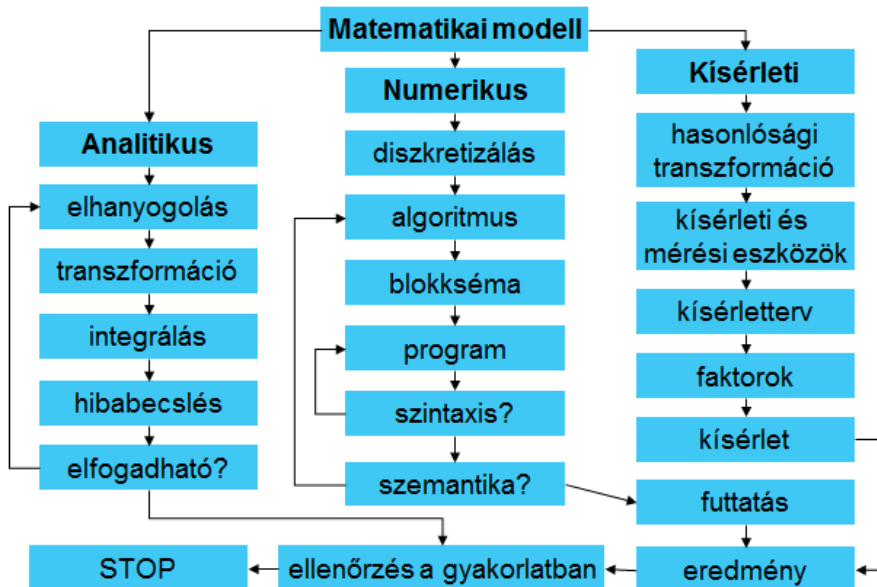 Matematikai modell
Analitikus
elhanyogolás
transzformáció
integrálás
hibabecslés
elfogadható?
Numerikus
diszkretizálás
algoritmus
blokkséma
program
szintaxis?
szemantika?
Kísérleti
hasonlósági
transzformáció
kísérleti és
mérési eszközök
kísérletterv
faktorok
kísérlet
futtatás
eredmény
ellenőrzés a gyakorlatban
STOP